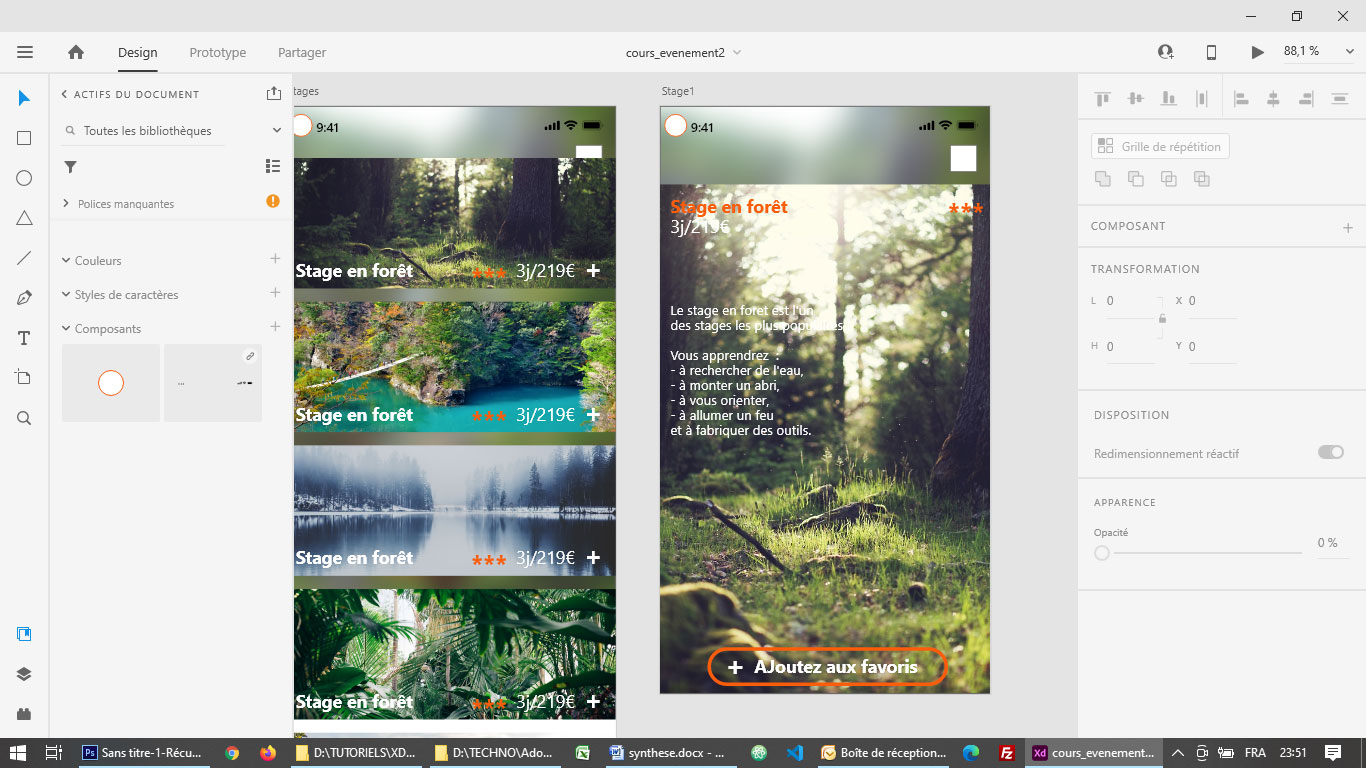 Design Prototype Partager
cours_evenement2
88,1 %
ACTIFS DU DOCUMENT
Toutes les bibliothèques
Polices manquantes
Couleurs
Styles de caractères
Composants
tages
9:41
Stage en forêt *** 3j/219€ +
Stage en forêt *** 3j/219€ +
Stage en forêt *** 3j/219€ +
Stage en forêt *** 3j/219€ +
Stage1
9:41
Stage en forêt ***
3j/219€
Le stage en foret est l'un
des stages les plus populaires
Vous apprendrez :
- à rechercher de l'eau,
- à monter un abri,
- à vous orienter,
- à allumer un feu
et à fabriquer des outils.
+ AJoutez aux favoris
Grille de répétition
COMPOSANT
TRANSFORMATION
L 0 X 0
H 0 Y 0
DISPOSITION
Redimensionnement réactif
APPARENCE
Opacité
0 %
Ps Sans titre-1-Récu...
D:\TUTORIELS\XD...
D:\TECHNO\Ado...
synthese.docx - ...
Boîte de réception...
Xd cours_evenement...
FRA 23:51